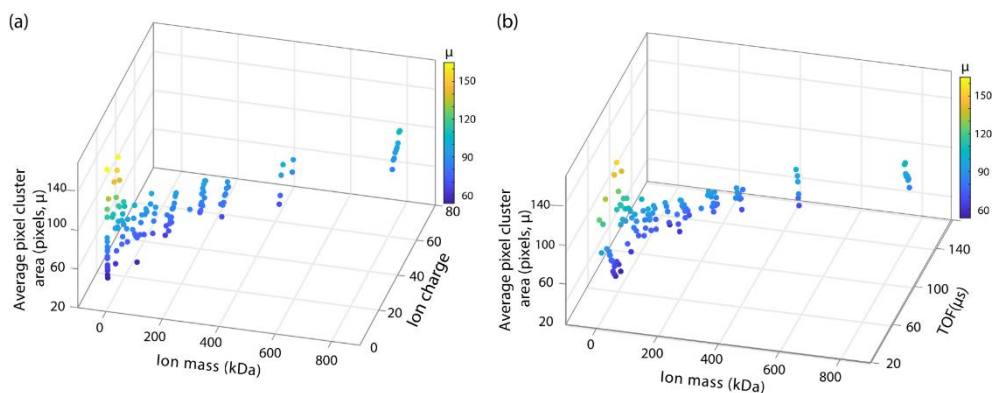 (a)
μ
150
120
90
60
Average pixel cluster
area (pixels, μ)
140
100
60
20
0
200
400
600
800
Ion mass (kDa)
0
20
40
60
80
Ion charge
(b)
μ
150
120
90
60
Average pixel cluster
area (pixels, μ)
140
100
60
20
0
200
400
600
800
Ion mass (kDa)
20
60
100
140
TOF(μs)